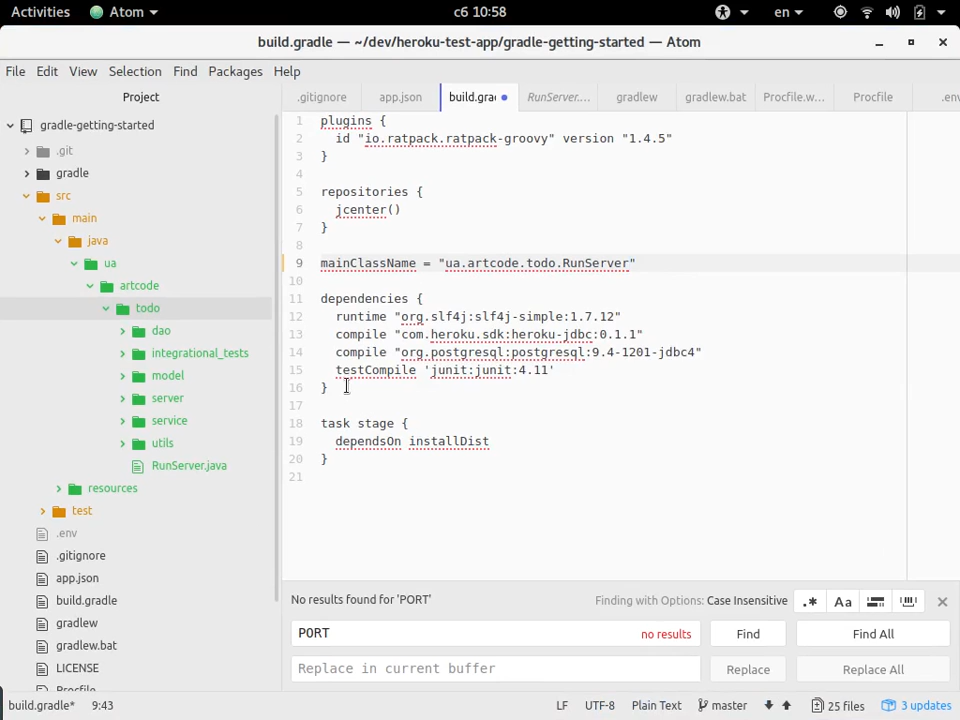 Activities Atom сб 10:58 en
build.gradle — ~/dev/heroku-test-app/gradle-getting-started — Atom
File Edit View Selection Find Packages Help
Project
.gitignore app.json build.gra RunServer.... gradlew gradlew.bat Procfile.w... Procfile .env
gradle-getting-started
.git
gradle
src
main
java
ua
artcode
todo
dao
integrational_tests
model
server
service
utils
RunServer.java
resources
test
.env
.gitignore
app.json
build.gradle
gradlew
gradlew.bat
LICENSE
Procfile
1 plugins {
2 id "io.ratpack.ratpack-groovy" version "1.4.5"
3 }
4
5 repositories {
6 jcenter()
7 }
8
9 mainClassName = "ua.artcode.todo.RunServer"
10
11 dependencies {
12 runtime "org.slf4j:slf4j-simple:1.7.12"
13 compile "com.heroku.sdk:heroku-jdbc:0.1.1"
14 compile "org.postgresql:postgresql:9.4-1201-jdbc4"
15 testCompile 'junit:junit:4.11'
16 }
17
18 task stage {
19 dependsOn installDist
20 }
21
No results found for 'PORT' Finding with Options: Case Insensitive .* Aa
PORT no results Find Find All
Replace in current buffer Replace Replace All
build.gradle* 9:43 LF UTF-8 Plain Text master 25 files 3 updates